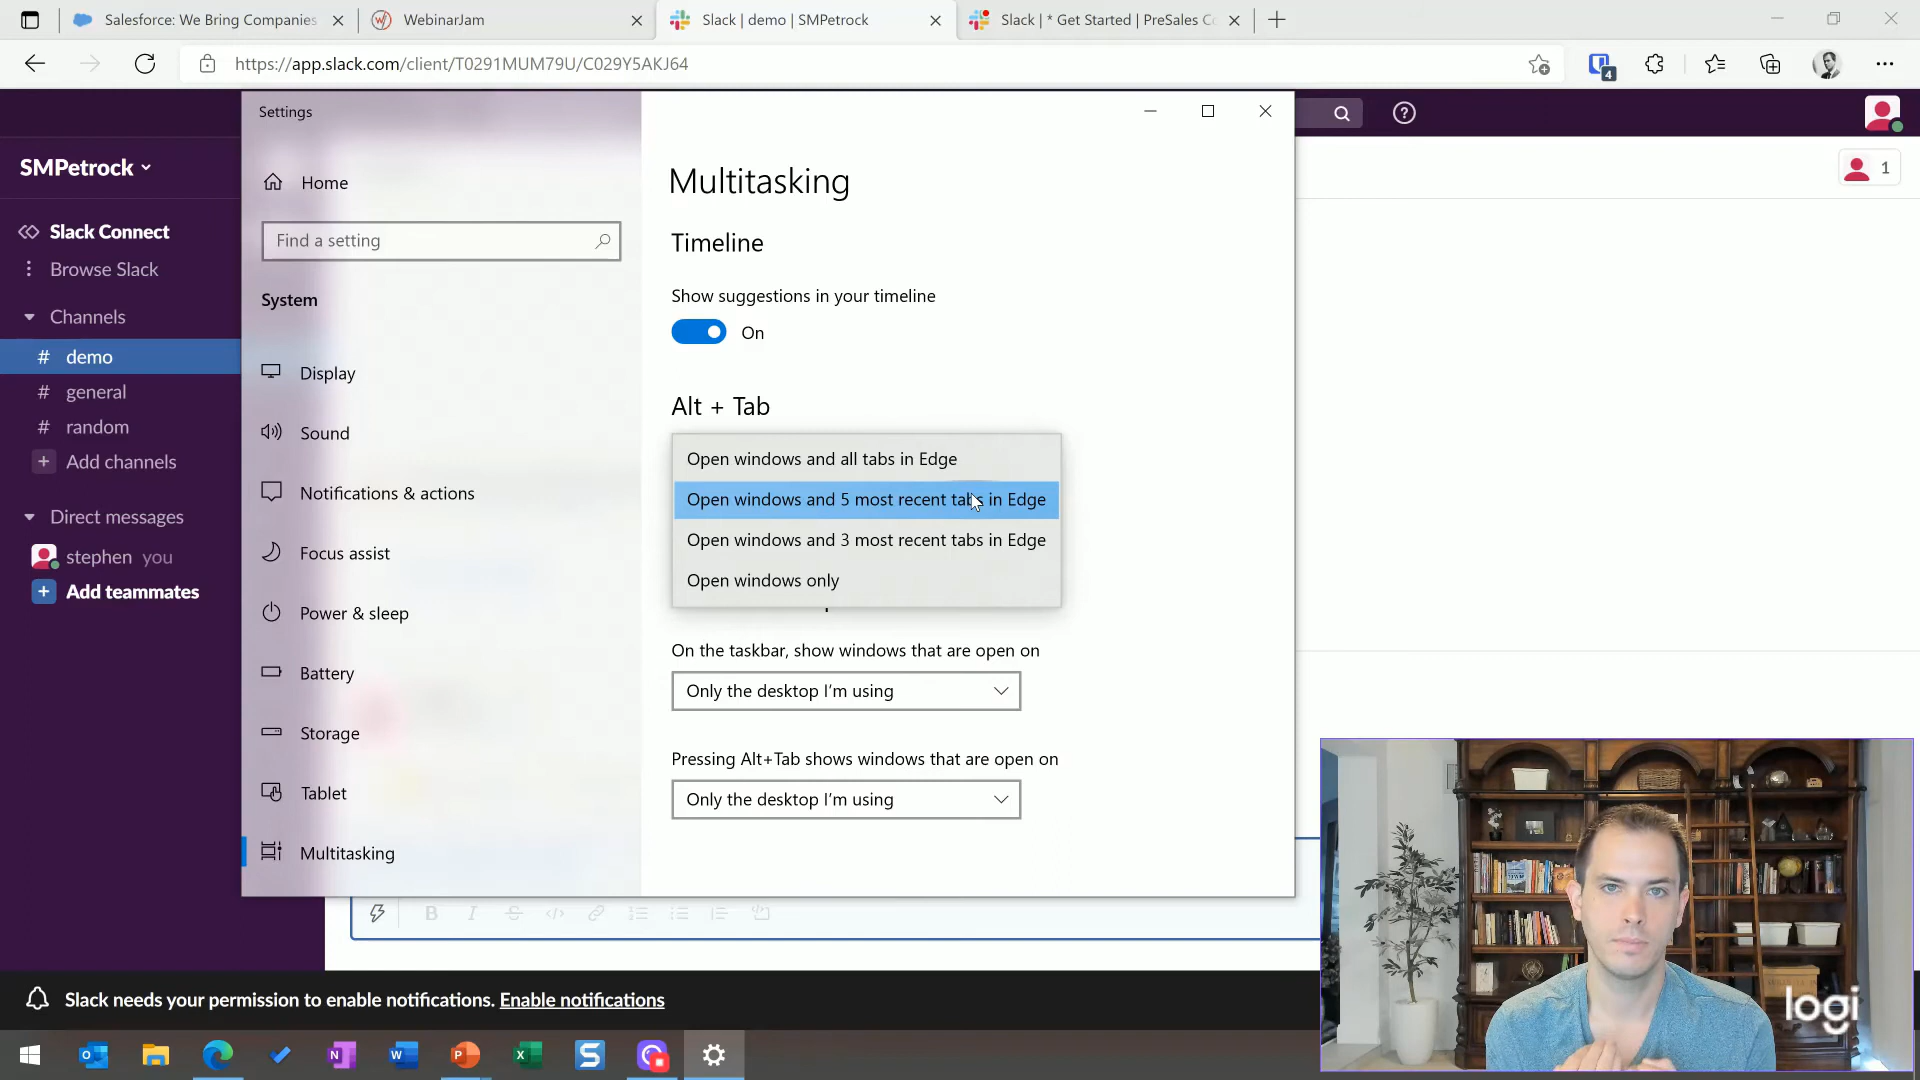 Salesforce: We Bring Companies
WebinarJam
Slack | demo | SMPetrock
Slack | * Get Started | PreSales Co
https://app.slack.com/client/T0291MUM79U/C029Y5AKJ64
4
Settings
SMPetrock
1
Slack Connect
Browse Slack
Channels
# demo
# general
# random
+ Add channels
Direct messages
stephen you
+ Add teammates
Home
Find a setting
System
Display
Sound
Notifications & actions
Focus assist
Power & sleep
Battery
Storage
Tablet
Multitasking
Multitasking
Timeline
Show suggestions in your timeline
On
Alt + Tab
Open windows and all tabs in Edge
Open windows and 5 most recent tabs in Edge
Open windows and 3 most recent tabs in Edge
Open windows only
On the taskbar, show windows that are open on
Only the desktop I'm using
Pressing Alt+Tab shows windows that are open on
Only the desktop I'm using
Slack needs your permission to enable notifications. Enable notifications
logi